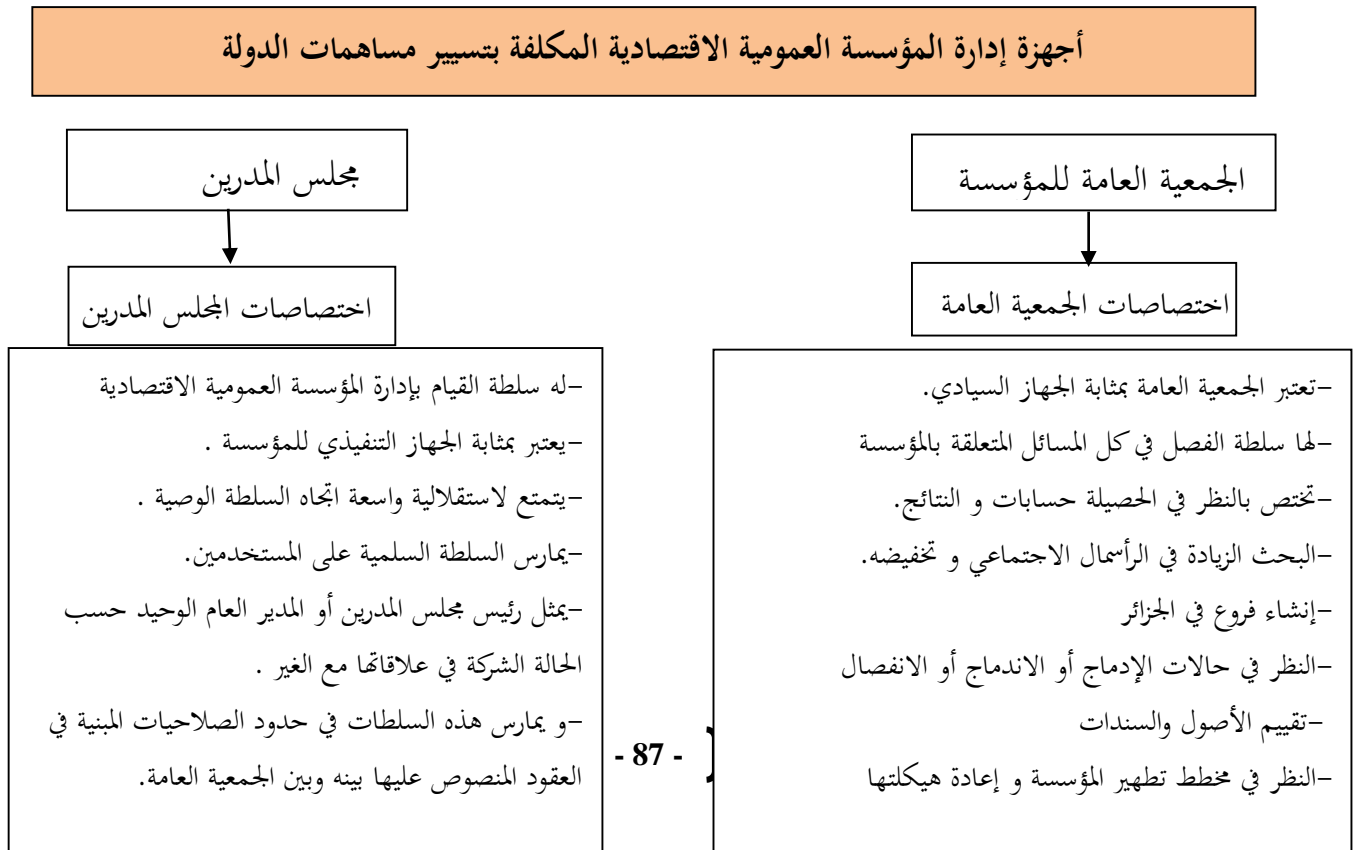 أجهزة إدارة المؤسسة العمومية الاقتصادية المكلفة بتسيير مساهمات الدولة
الجمعية العامة للمؤسسة
اختصاصات الجمعية العامة
-تعتبر الجمعية العامة بمثابة الجهاز السيادي.
-لها سلطة الفصل في كل المسائل المتعلقة بالمؤسسة
-تختص بالنظر في الحصيلة حسابات و النتائج.
-البحث الزيادة في الرأسمال الاجتماعي و تخفيضه.
-إنشاء فروع في الجزائر
-النظر في حالات الإدماج أو الاندماج أو الانفصال
-تقييم الأصول والسندات
-النظر في مخطط تطهير المؤسسة و إعادة هيكلتها
مجلس المدرين
اختصاصات المجلس المدرين
-له سلطة القيام بإدارة المؤسسة العمومية الاقتصادية
-يعتبر بمثابة الجهاز التنفيذي للمؤسسة .
-يتمتع لاستقلالية واسعة اتجاه السلطة الوصية .
-يمارس السلطة السلمية على المستخدمين.
-يمثل رئيس مجلس المدرين أو المدير العام الوحيد حسب
الحالة الشركة في علاقاتها مع الغير .
-و يمارس هذه السلطات في حدود الصلاحيات المبنية في
العقود المنصوص عليها بينه وبين الجمعية العامة.
- 87 -